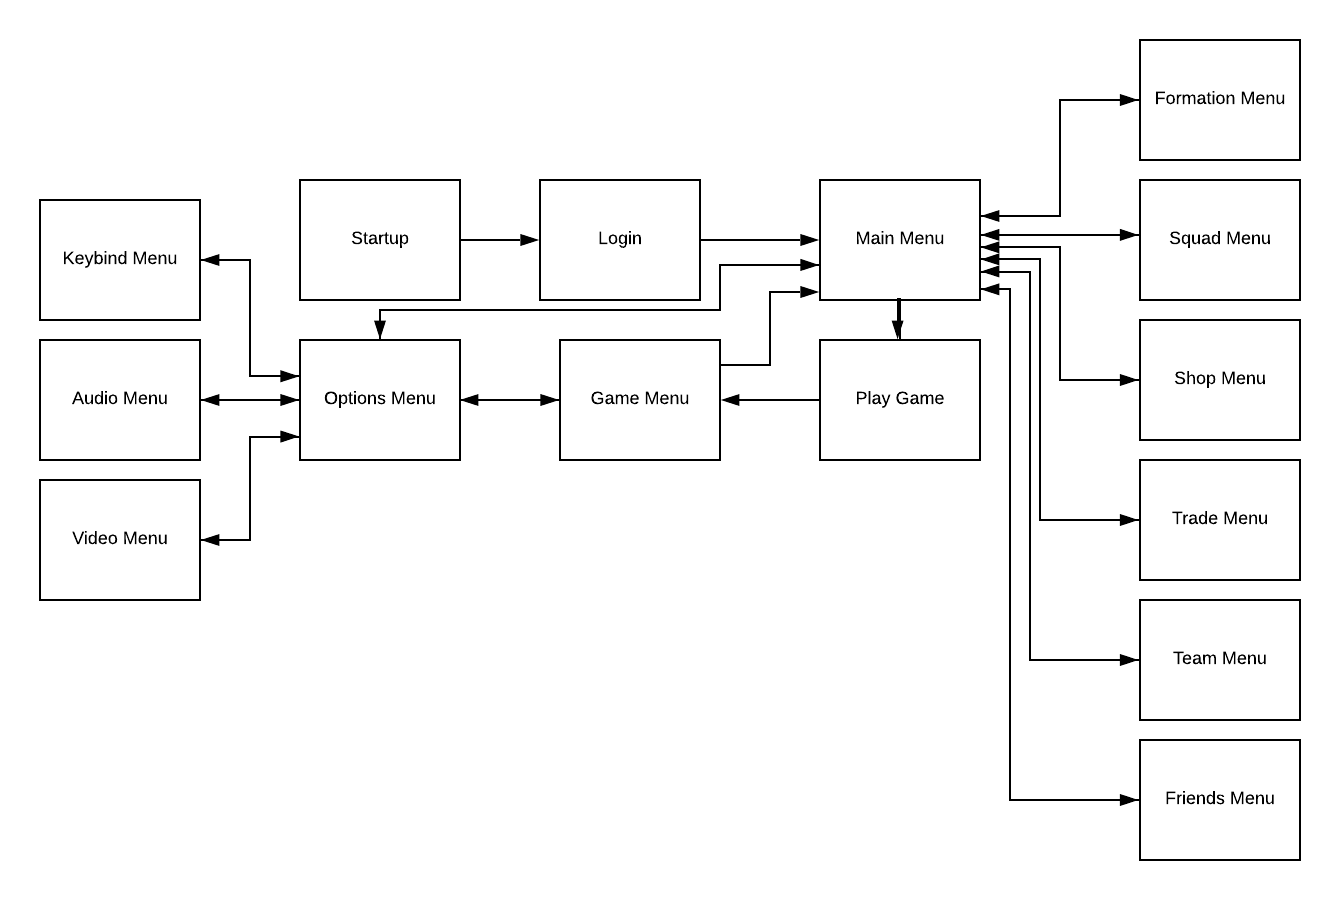 Formation Menu
Startup
Login
Main Menu
Squad Menu
Keybind Menu
Shop Menu
Audio Menu
Options Menu
Game Menu
Play Game
Trade Menu
Video Menu
Team Menu
Friends Menu